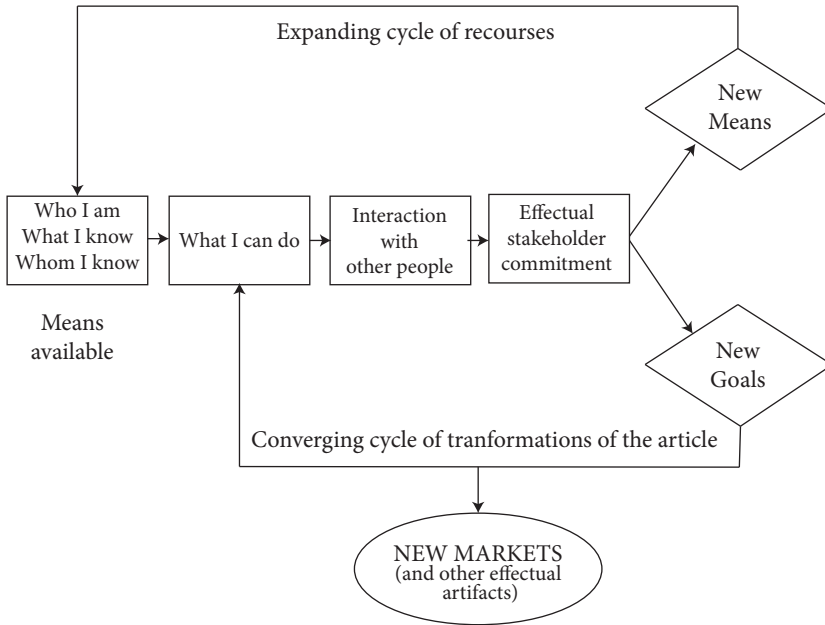 Expanding cycle of recourses
New
Means
Who I am
What I know
Whom I know
What I can do
Interaction
with
other people
Effectual
stakeholder
commitment
Means
available
New
Goals
Converging cycle of tranformations of the article
NEW MARKETS
(and other effectual
artifacts)